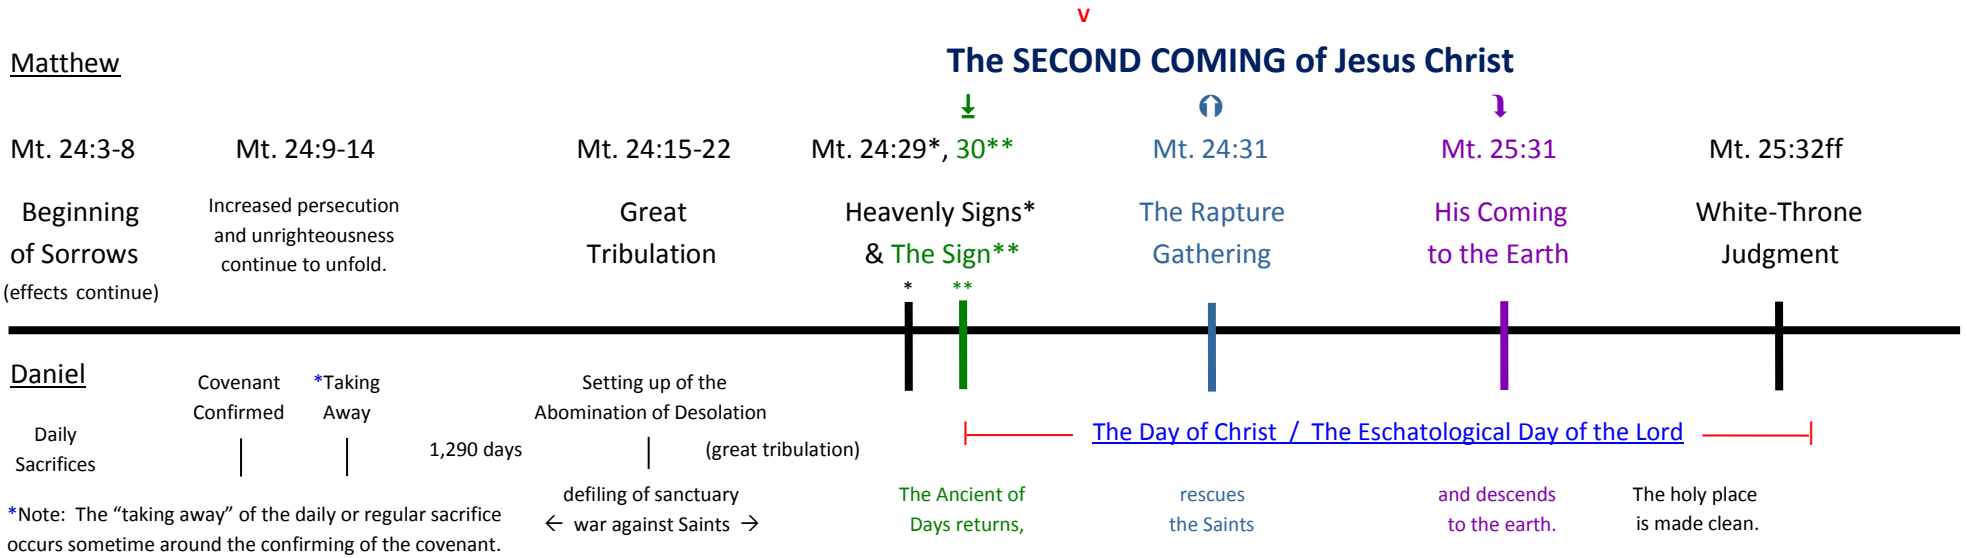 v
Matthew
The SECOND COMING of Jesus Christ
Mt. 24:3-8
Mt. 24:9-14
Mt. 24:15-22
Mt. 24:29*, 30**
Mt. 24:31
Mt. 25:31
Mt. 25:32ff
Beginning
of Sorrows
(effects continue)
Increased persecution
and unrighteousness
continue to unfold.
Great
Tribulation
Heavenly Signs*
& The Sign**
* **
The Rapture
Gathering
His Coming
to the Earth
White-Throne
Judgment
Daniel
Daily
Sacrifices
Covenant
Confirmed
*Taking
Away
1,290 days
Setting up of the
Abomination of Desolation
(great tribulation)
The Day of Christ / The Eschatological Day of the Lord
defiling of sanctuary
← war against Saints →
The Ancient of
Days returns,
rescues
the Saints
and descends
to the earth.
The holy place
is made clean.
*Note: The “taking away” of the daily or regular sacrifice
occurs sometime around the confirming of the covenant.